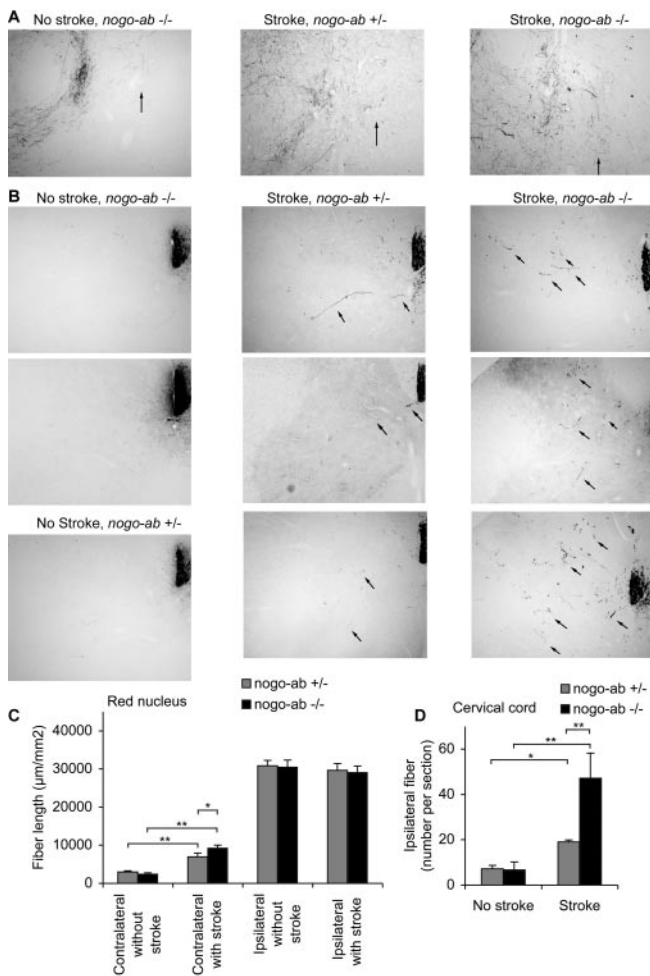 A
No stroke, nogo-ab -/-
Stroke, nogo-ab +/-
Stroke, nogo-ab -/-
B
No stroke, nogo-ab -/-
Stroke, nogo-ab +/-
Stroke, nogo-ab -/-
No Stroke, nogo-ab +/-
C
Red nucleus
nogo-ab +/-
nogo-ab -/-
Fiber length (µm/mm2)
40000
30000
20000
10000
0
**
**
*
Contralateral
without
stroke
Contralateral
with stroke
Ipsilateral
without
stroke
Ipsilateral
with stroke
D
Cervical cord
nogo-ab +/-
nogo-ab -/-
Ipsilateral fiber
(number per section)
60
40
20
0
*
**
**
No stroke
Stroke